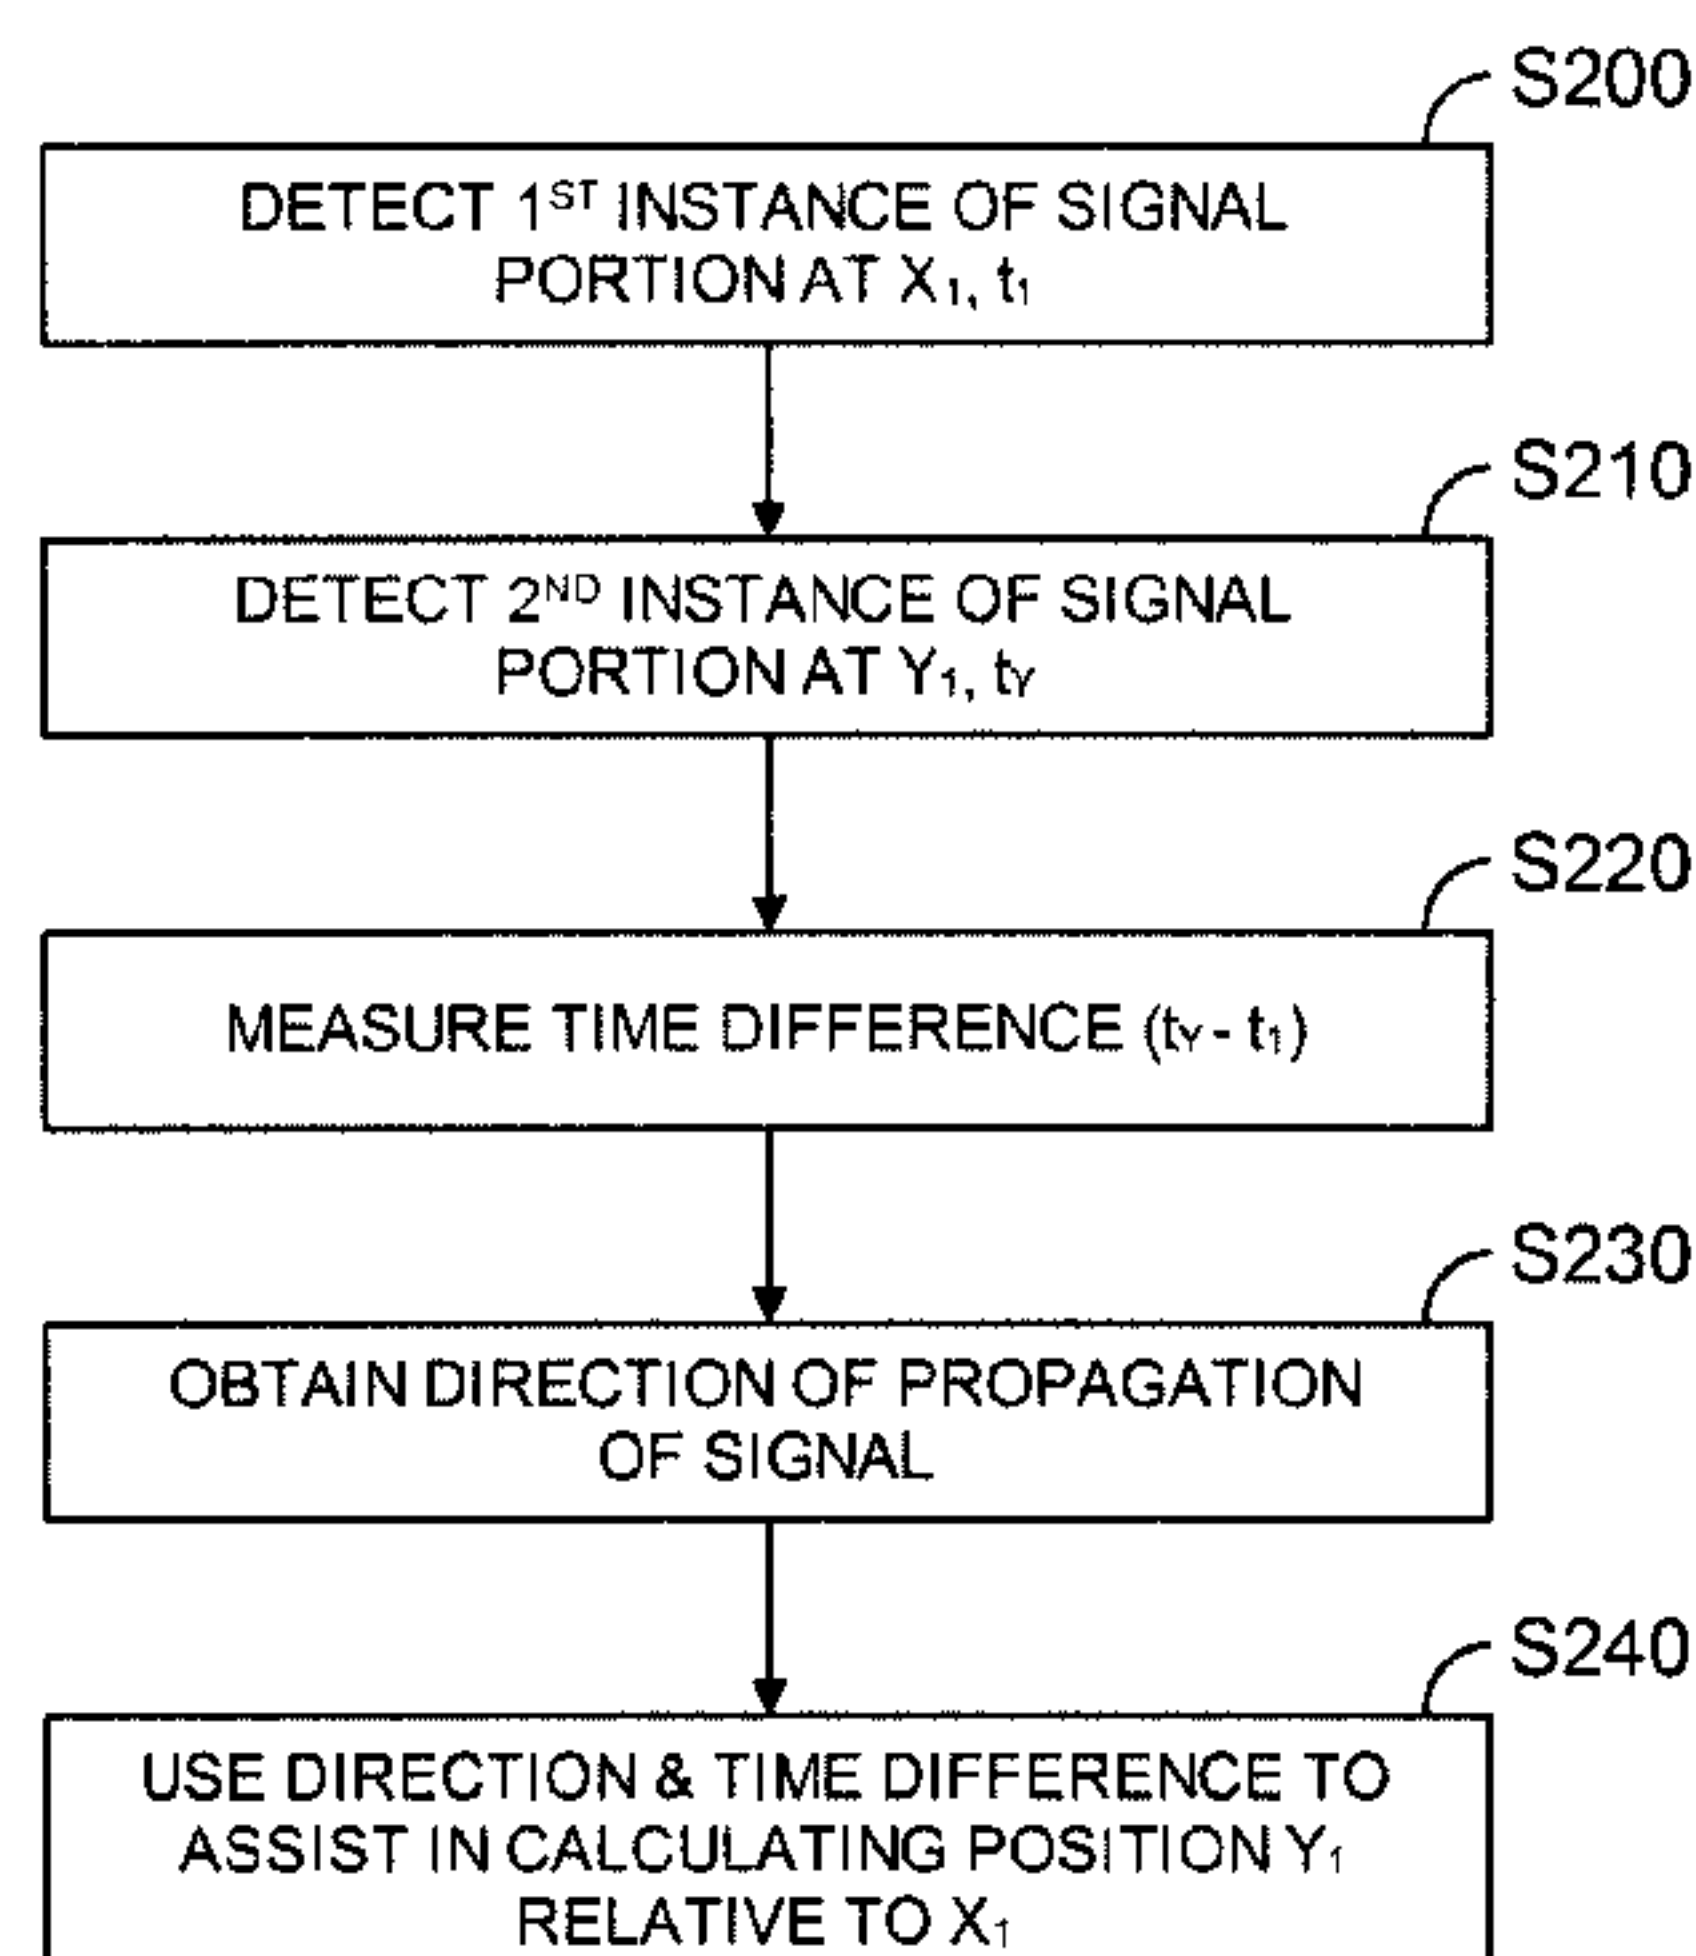 S200
DETECT 1ST INSTANCE OF SIGNAL
PORTION AT X1, t1
S210
DETECT 2ND INSTANCE OF SIGNAL
PORTION AT Y1, tY
S220
MEASURE TIME DIFFERENCE (tY - t1)
S230
OBTAIN DIRECTION OF PROPAGATION
OF SIGNAL
S240
USE DIRECTION & TIME DIFFERENCE TO
ASSIST IN CALCULATING POSITION Y1
RELATIVE TO X1